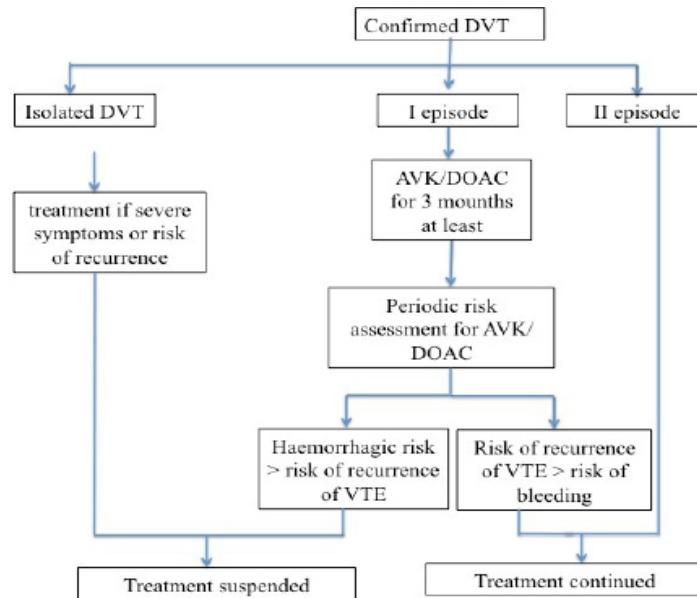 Confirmed DVT
Isolated DVT
I episode
II episode
AVK/DOAC
for 3 mounths
at least
treatment if severe
symptoms or risk
of recurrence
Periodic risk
assessment for AVK/
DOAC
Haemorrhagic risk
> risk of recurrence
of VTE
Risk of recurrence
of VTE > risk of
bleeding
Treatment suspended
Treatment continued